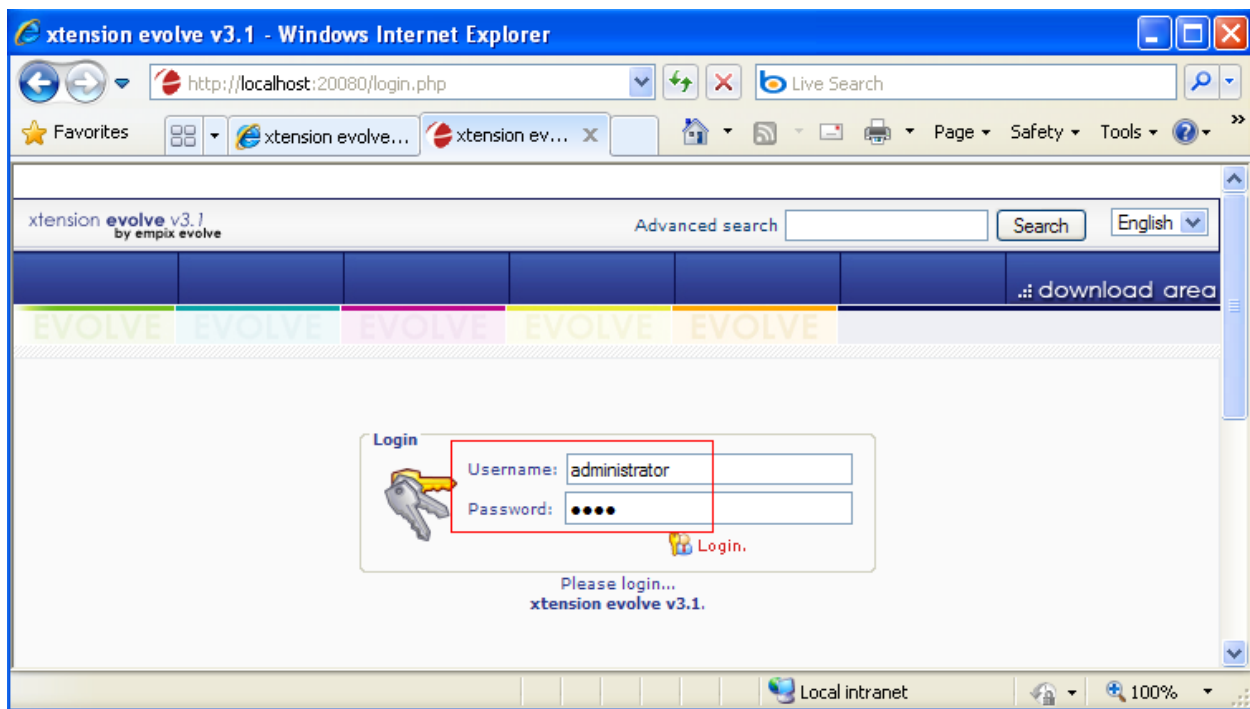 xtension evolve v3.1 - Windows Internet Explorer
http://localhost:20080/login.php
Live Search
Favorites
xtension evolve...
xtension ev...
Page
Safety
Tools
xtension evolve v3.1
by empix evolve
Advanced search
Search
English
.:: download area
EVOLVE EVOLVE EVOLVE EVOLVE EVOLVE
Login
Username: administrator
Password: ●●●●
Login.
Please login...
xtension evolve v3.1.
Local intranet
100%